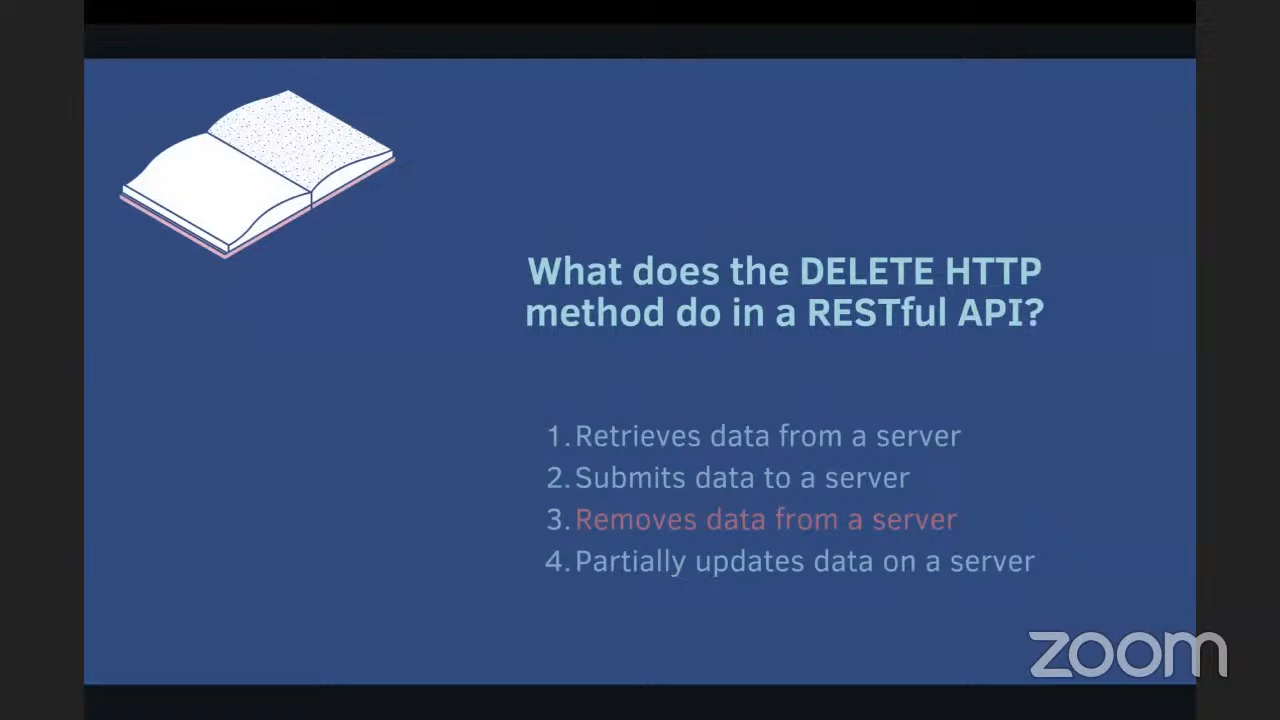 What does the DELETE HTTP
method do in a RESTful API?
1. Retrieves data from a server
2. Submits data to a server
3. Removes data from a server
4. Partially updates data on a server
zoom